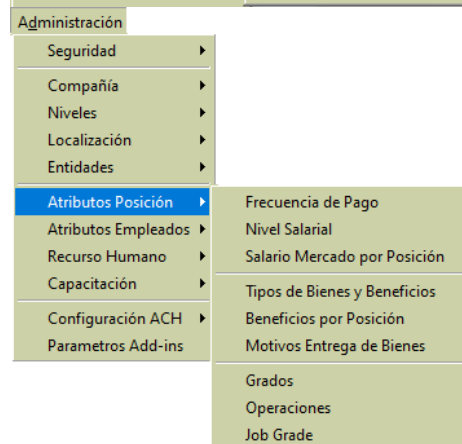 Administración
Seguridad
Compañía
Niveles
Localización
Entidades
Atributos Posición
Atributos Empleados
Recurso Humano
Capacitación
Configuración ACH
Parametros Add-ins
Frecuencia de Pago
Nivel Salarial
Salario Mercado por Posición
Tipos de Bienes y Beneficios
Beneficios por Posición
Motivos Entrega de Bienes
Grados
Operaciones
Job Grade